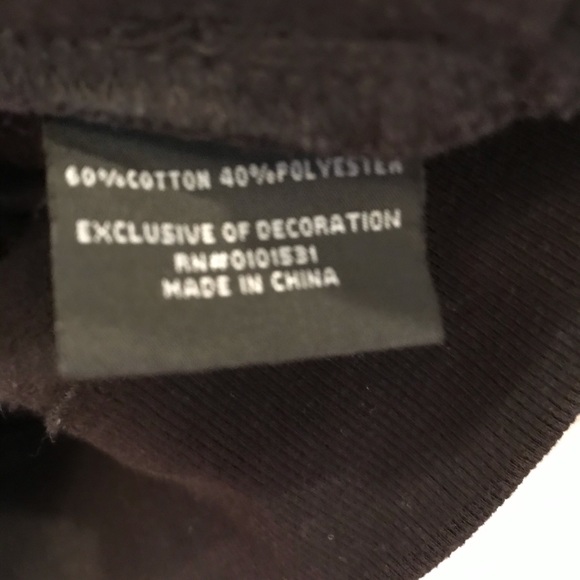 60%COTTON 40%POLYESTER
EXCLUSIVE OF DECORATION
RN#0101531
MADE IN CHINA